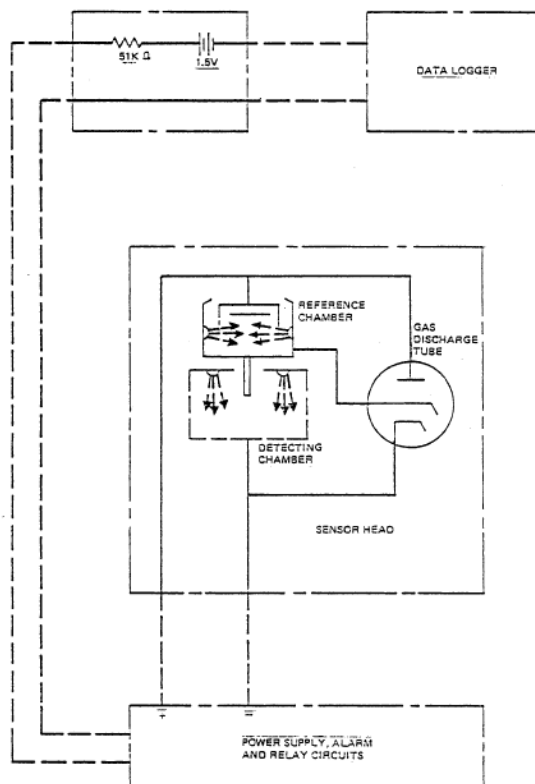 51K Ω
1.5V
DATA LOGGER
REFERENCE
CHAMBER
GAS
DISCHARGE
TUBE
DETECTING
CHAMBER
SENSOR HEAD
POWER SUPPLY, ALARM
AND RELAY CIRCUITS